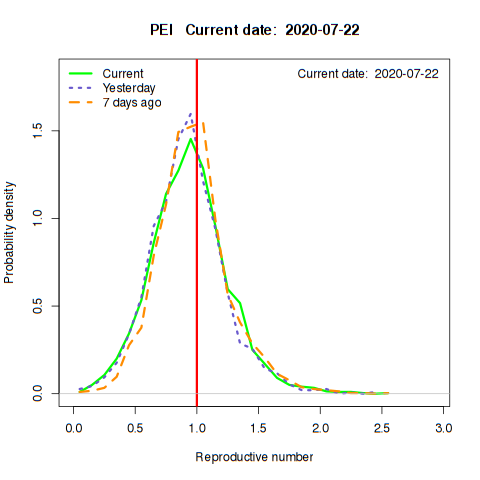 PEI   Current date:  2020-07-22
Current
Yesterday
7 days ago
Current date:  2020-07-22
Probability density
1.5
1.0
0.5
0.0
0.0 0.5 1.0 1.5 2.0 2.5 3.0
Reproductive number